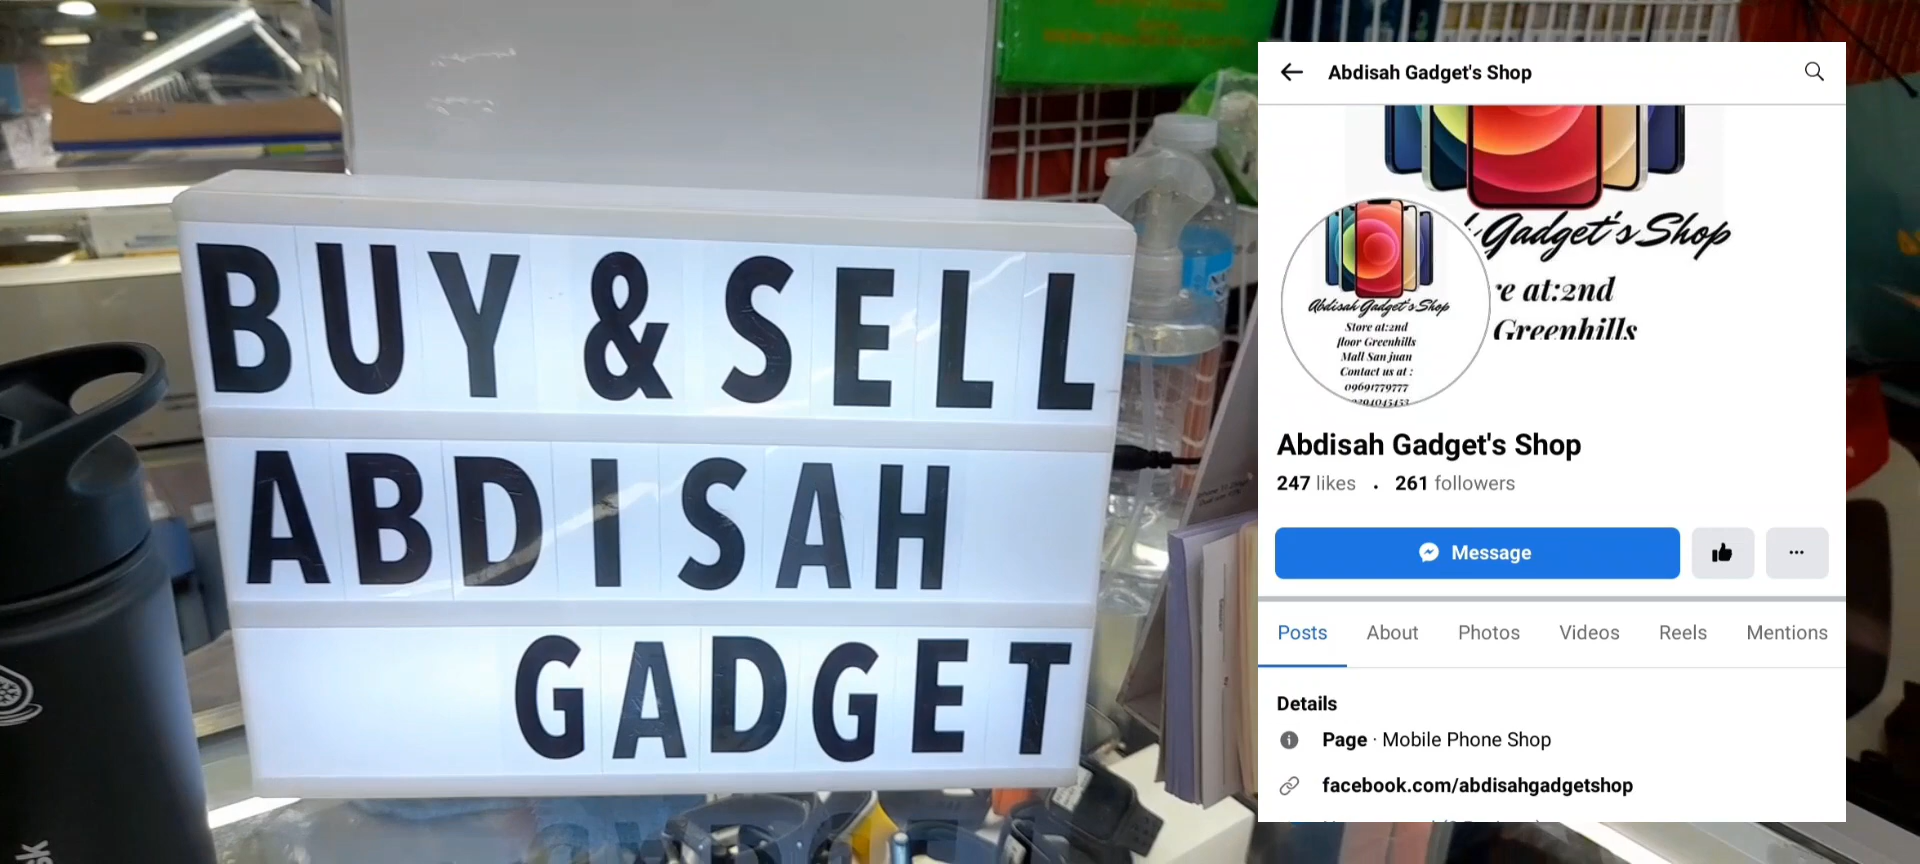 BUY & SELL
ABDISAH
GADGET
Abdisah Gadget's Shop
Gadget's Shop
at:2nd
Greenhills
Abdisah Gadget's Shop
Store at:2nd
floor Greenhills
Mall San juan
Contact us at :
09691779777
Abdisah Gadget's Shop
247 likes . 261 followers
Message
Posts About Photos Videos Reels Mentions
Details
Page · Mobile Phone Shop
facebook.com/abdisahgadgetshop
sk